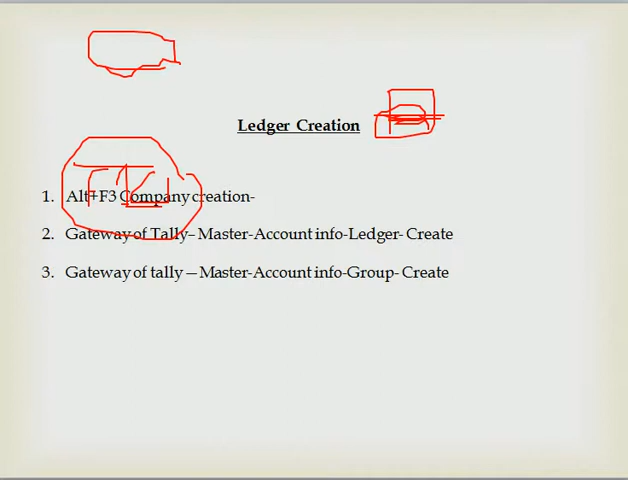 Ledger Creation
1. Alt+F3 Company creation-
2. Gateway of Tally– Master-Account info-Ledger- Create
3. Gateway of tally – Master-Account info-Group- Create